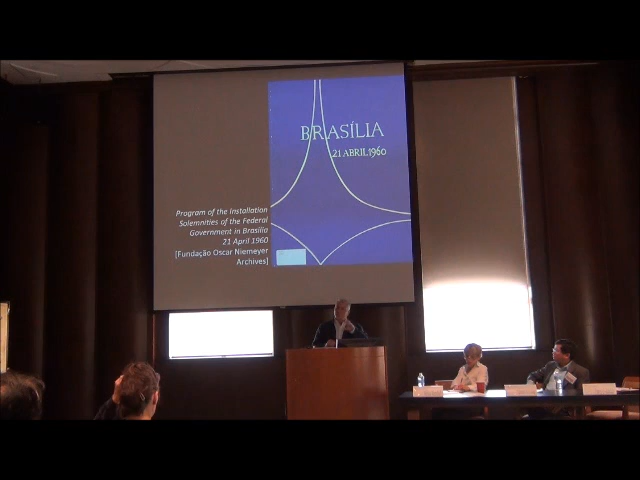 BRASÍLIA
21 ABRIL 1960
Program of the Installation
Solemnities of the Federal
Government in Brasília
21 April 1960
[Fundação Oscar Niemeyer
Archives]